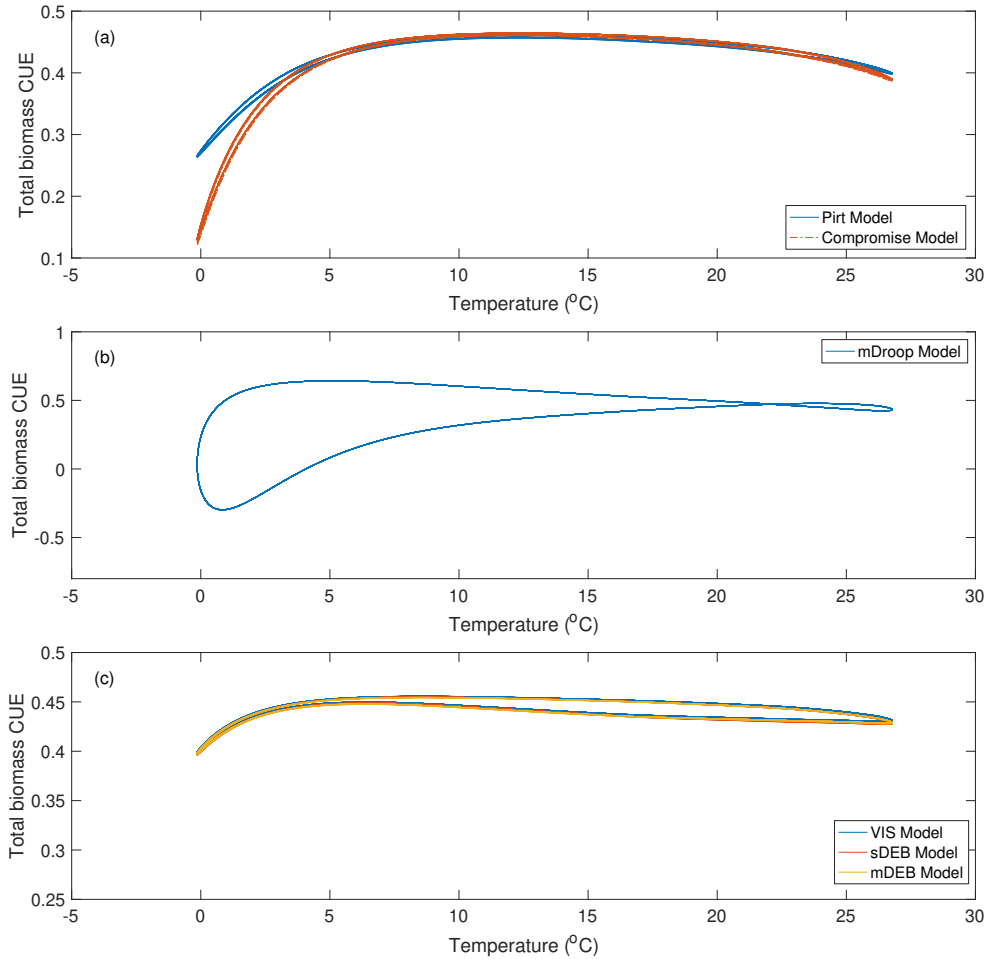 0.5
0.4
0.3
0.2
0.1
(a)
Total biomass CUE
Pirt Model
Compromise Model
-5
0
5
10
15
20
25
30
Temperature (°C)
1
0.5
0
-0.5
(b)
Total biomass CUE
mDroop Model
-5
0
5
10
15
20
25
30
Temperature (°C)
0.5
0.45
0.4
0.35
0.3
0.25
(c)
Total biomass CUE
VIS Model
sDEB Model
mDEB Model
-5
0
5
10
15
20
25
30
Temperature (°C)